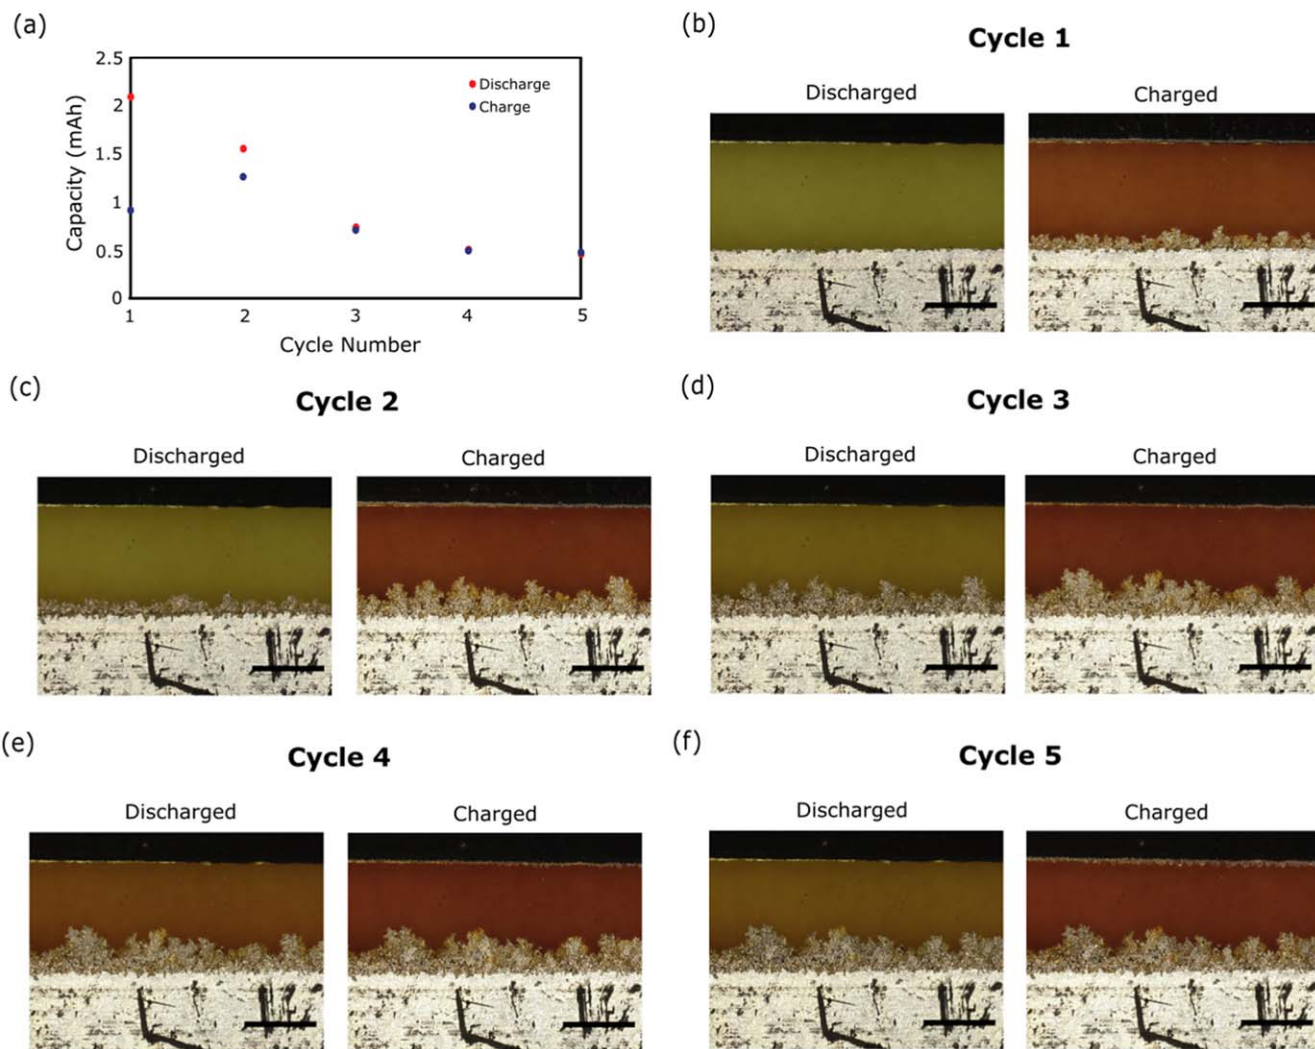 (a)
2.5
2
1.5
1
0.5
0
Capacity (mAh)
Discharge
Charge
1 2 3 4 5
Cycle Number
(b)
Cycle 1
Discharged Charged
(c)
Cycle 2
Discharged Charged
(d)
Cycle 3
Discharged Charged
(e)
Cycle 4
Discharged Charged
(f)
Cycle 5
Discharged Charged